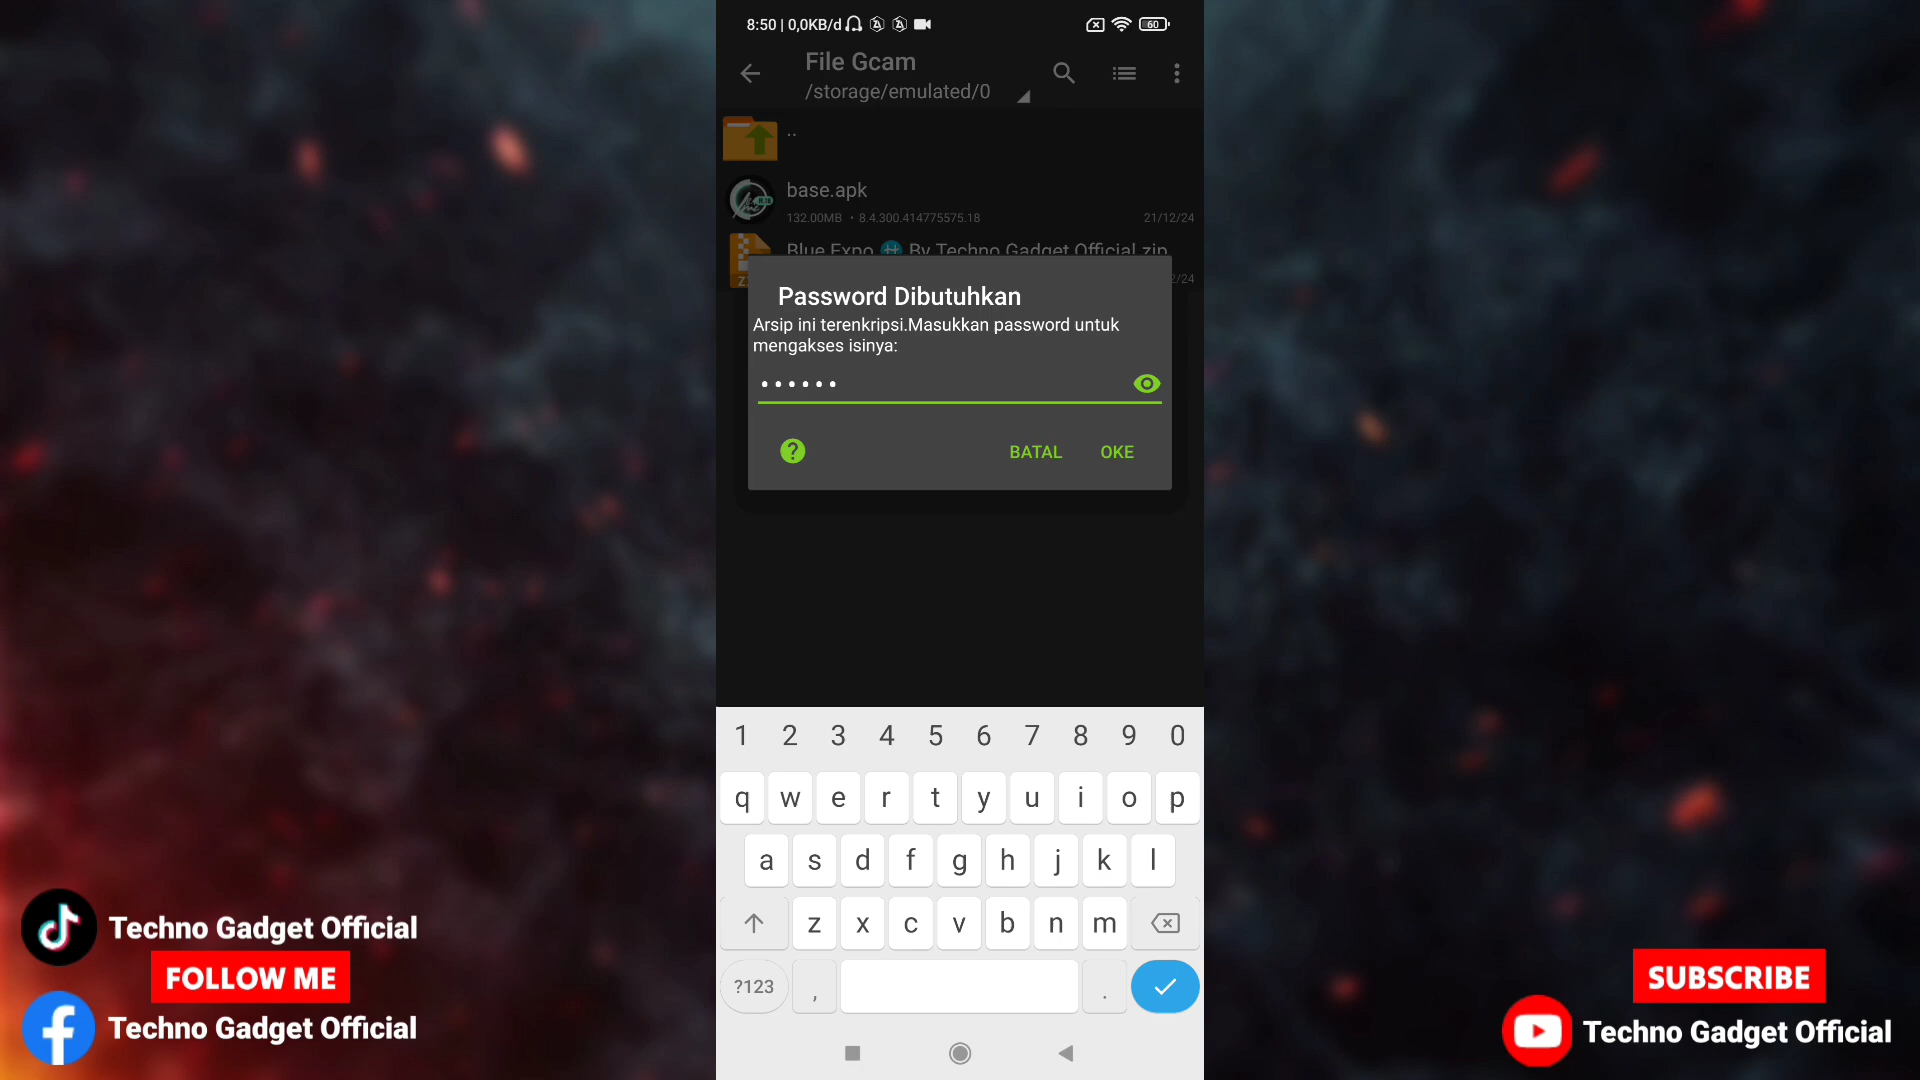 8:50 | 0,0KB/d
60
File Gcam
/storage/emulated/0
..
base.apk
132.00MB • 8.4.300.414775575.18
21/12/24
Blue Expo # By Techno Gadget Official.zip
2/24
Password Dibutuhkan
Arsip ini terenkripsi.Masukkan password untuk
mengakses isinya:
••••••
?
BATAL
OKE
1 2 3 4 5 6 7 8 9 0
q w e r t y u i o p
a s d f g h j k l
z x c v b n m
?123 , .
Techno Gadget Official
FOLLOW ME
Techno Gadget Official
SUBSCRIBE
Techno Gadget Official